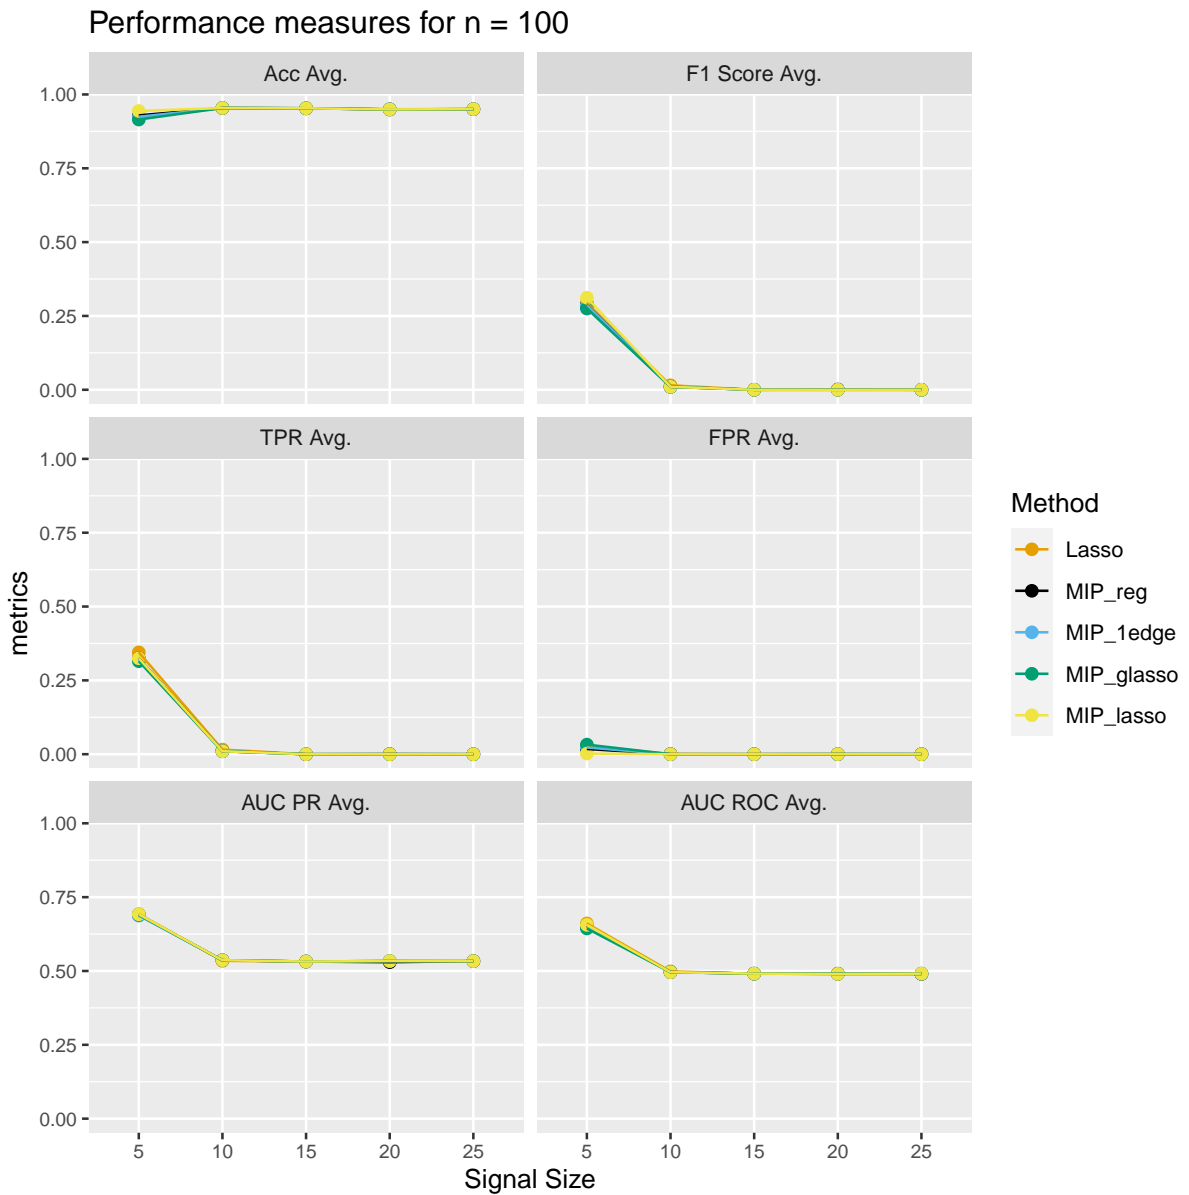 Performance measures for n = 100
Acc Avg.
F1 Score Avg.
1.00
0.75
0.50
0.25
0.00
TPR Avg.
FPR Avg.
1.00
0.75
0.50
0.25
0.00
AUC PR Avg.
AUC ROC Avg.
1.00
0.75
0.50
0.25
0.00
5 10 15 20 25
5 10 15 20 25
Signal Size
metrics
Method
Lasso
MIP_reg
MIP_1edge
MIP_glasso
MIP_lasso